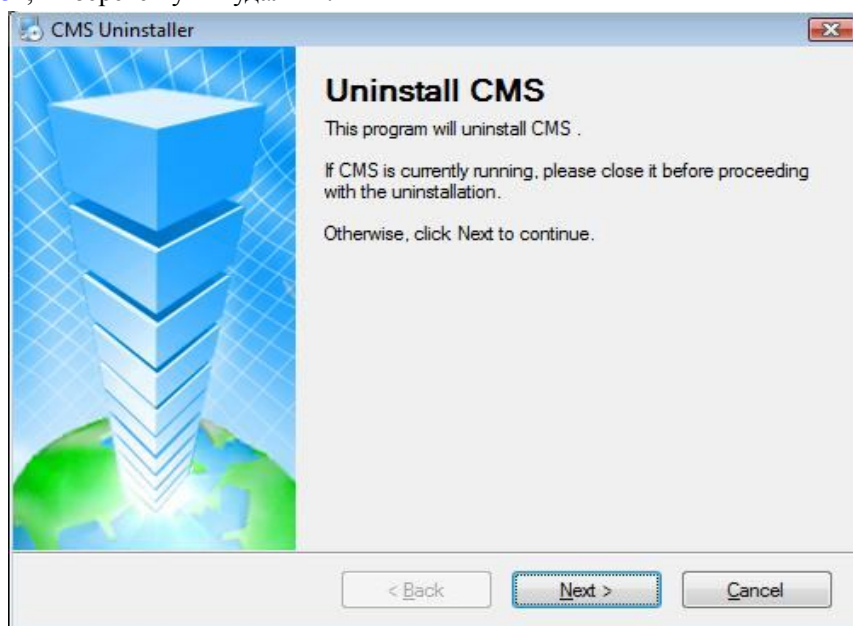 CMS Uninstaller
Uninstall CMS
This program will uninstall CMS .
If CMS is currently running, please close it before proceeding
with the uninstallation.
Otherwise, click Next to continue.
< Back
Next >
Cancel